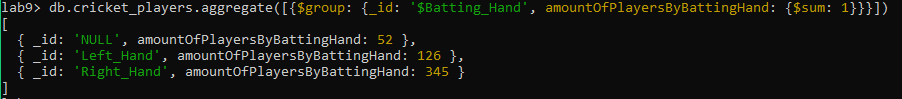 lab9> db.cricket_players.aggregate([{$group: {_id: '$Batting_Hand', amountOfPlayersByBattingHand: {$sum: 1}}}])
[
  { _id: 'NULL', amountOfPlayersByBattingHand: 52 },
  { _id: 'Left_Hand', amountOfPlayersByBattingHand: 126 },
  { _id: 'Right_Hand', amountOfPlayersByBattingHand: 345 }
]